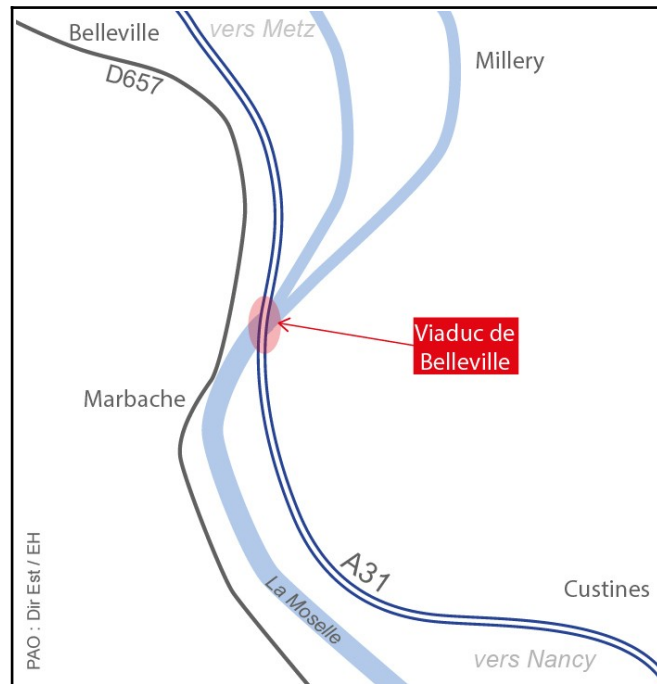 Belleville
vers Metz
Millery
D657
Viaduc de
Belleville
Marbache
A31
Custines
La Moselle
vers Nancy
PAO : Dir Est / EH